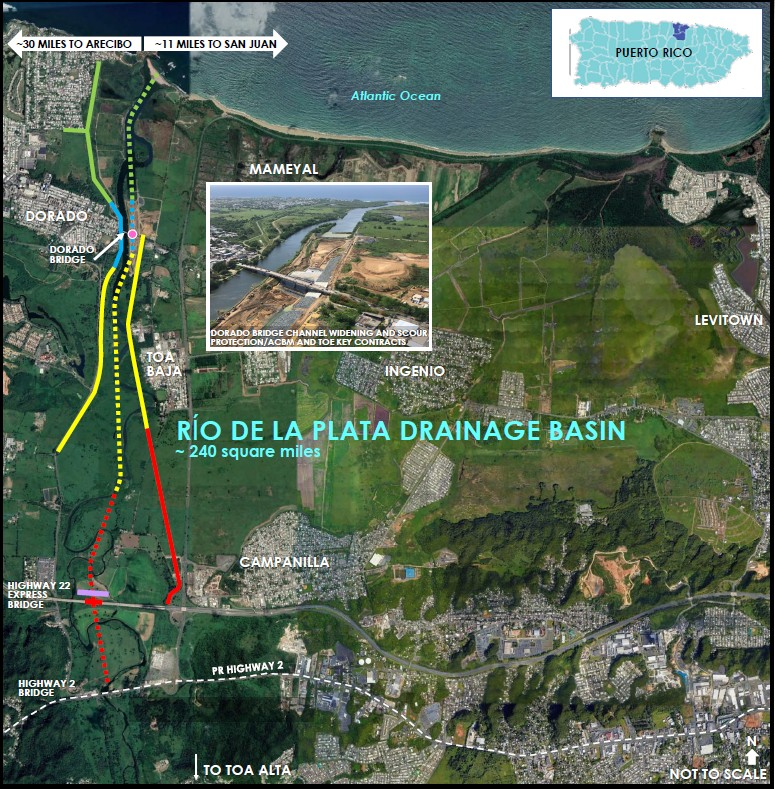 ~30 MILES TO ARECIBO
~11 MILES TO SAN JUAN
PUERTO RICO
Atlantic Ocean
MAMEYAL
DORADO
DORADO
BRIDGE
DORADO BRIDGE CHANNEL WIDENING AND SCOUR
PROTECTION/ACBM AND TOE KEY CONTRACTS
LEVITOWN
TOA
BAJA
INGENIO
RÍO DE LA PLATA DRAINAGE BASIN
~ 240 square miles
CAMPANILLA
HIGHWAY 22
EXPRESS
BRIDGE
PR HIGHWAY 2
HIGHWAY 2
BRIDGE
N
TO TOA ALTA
NOT TO SCALE